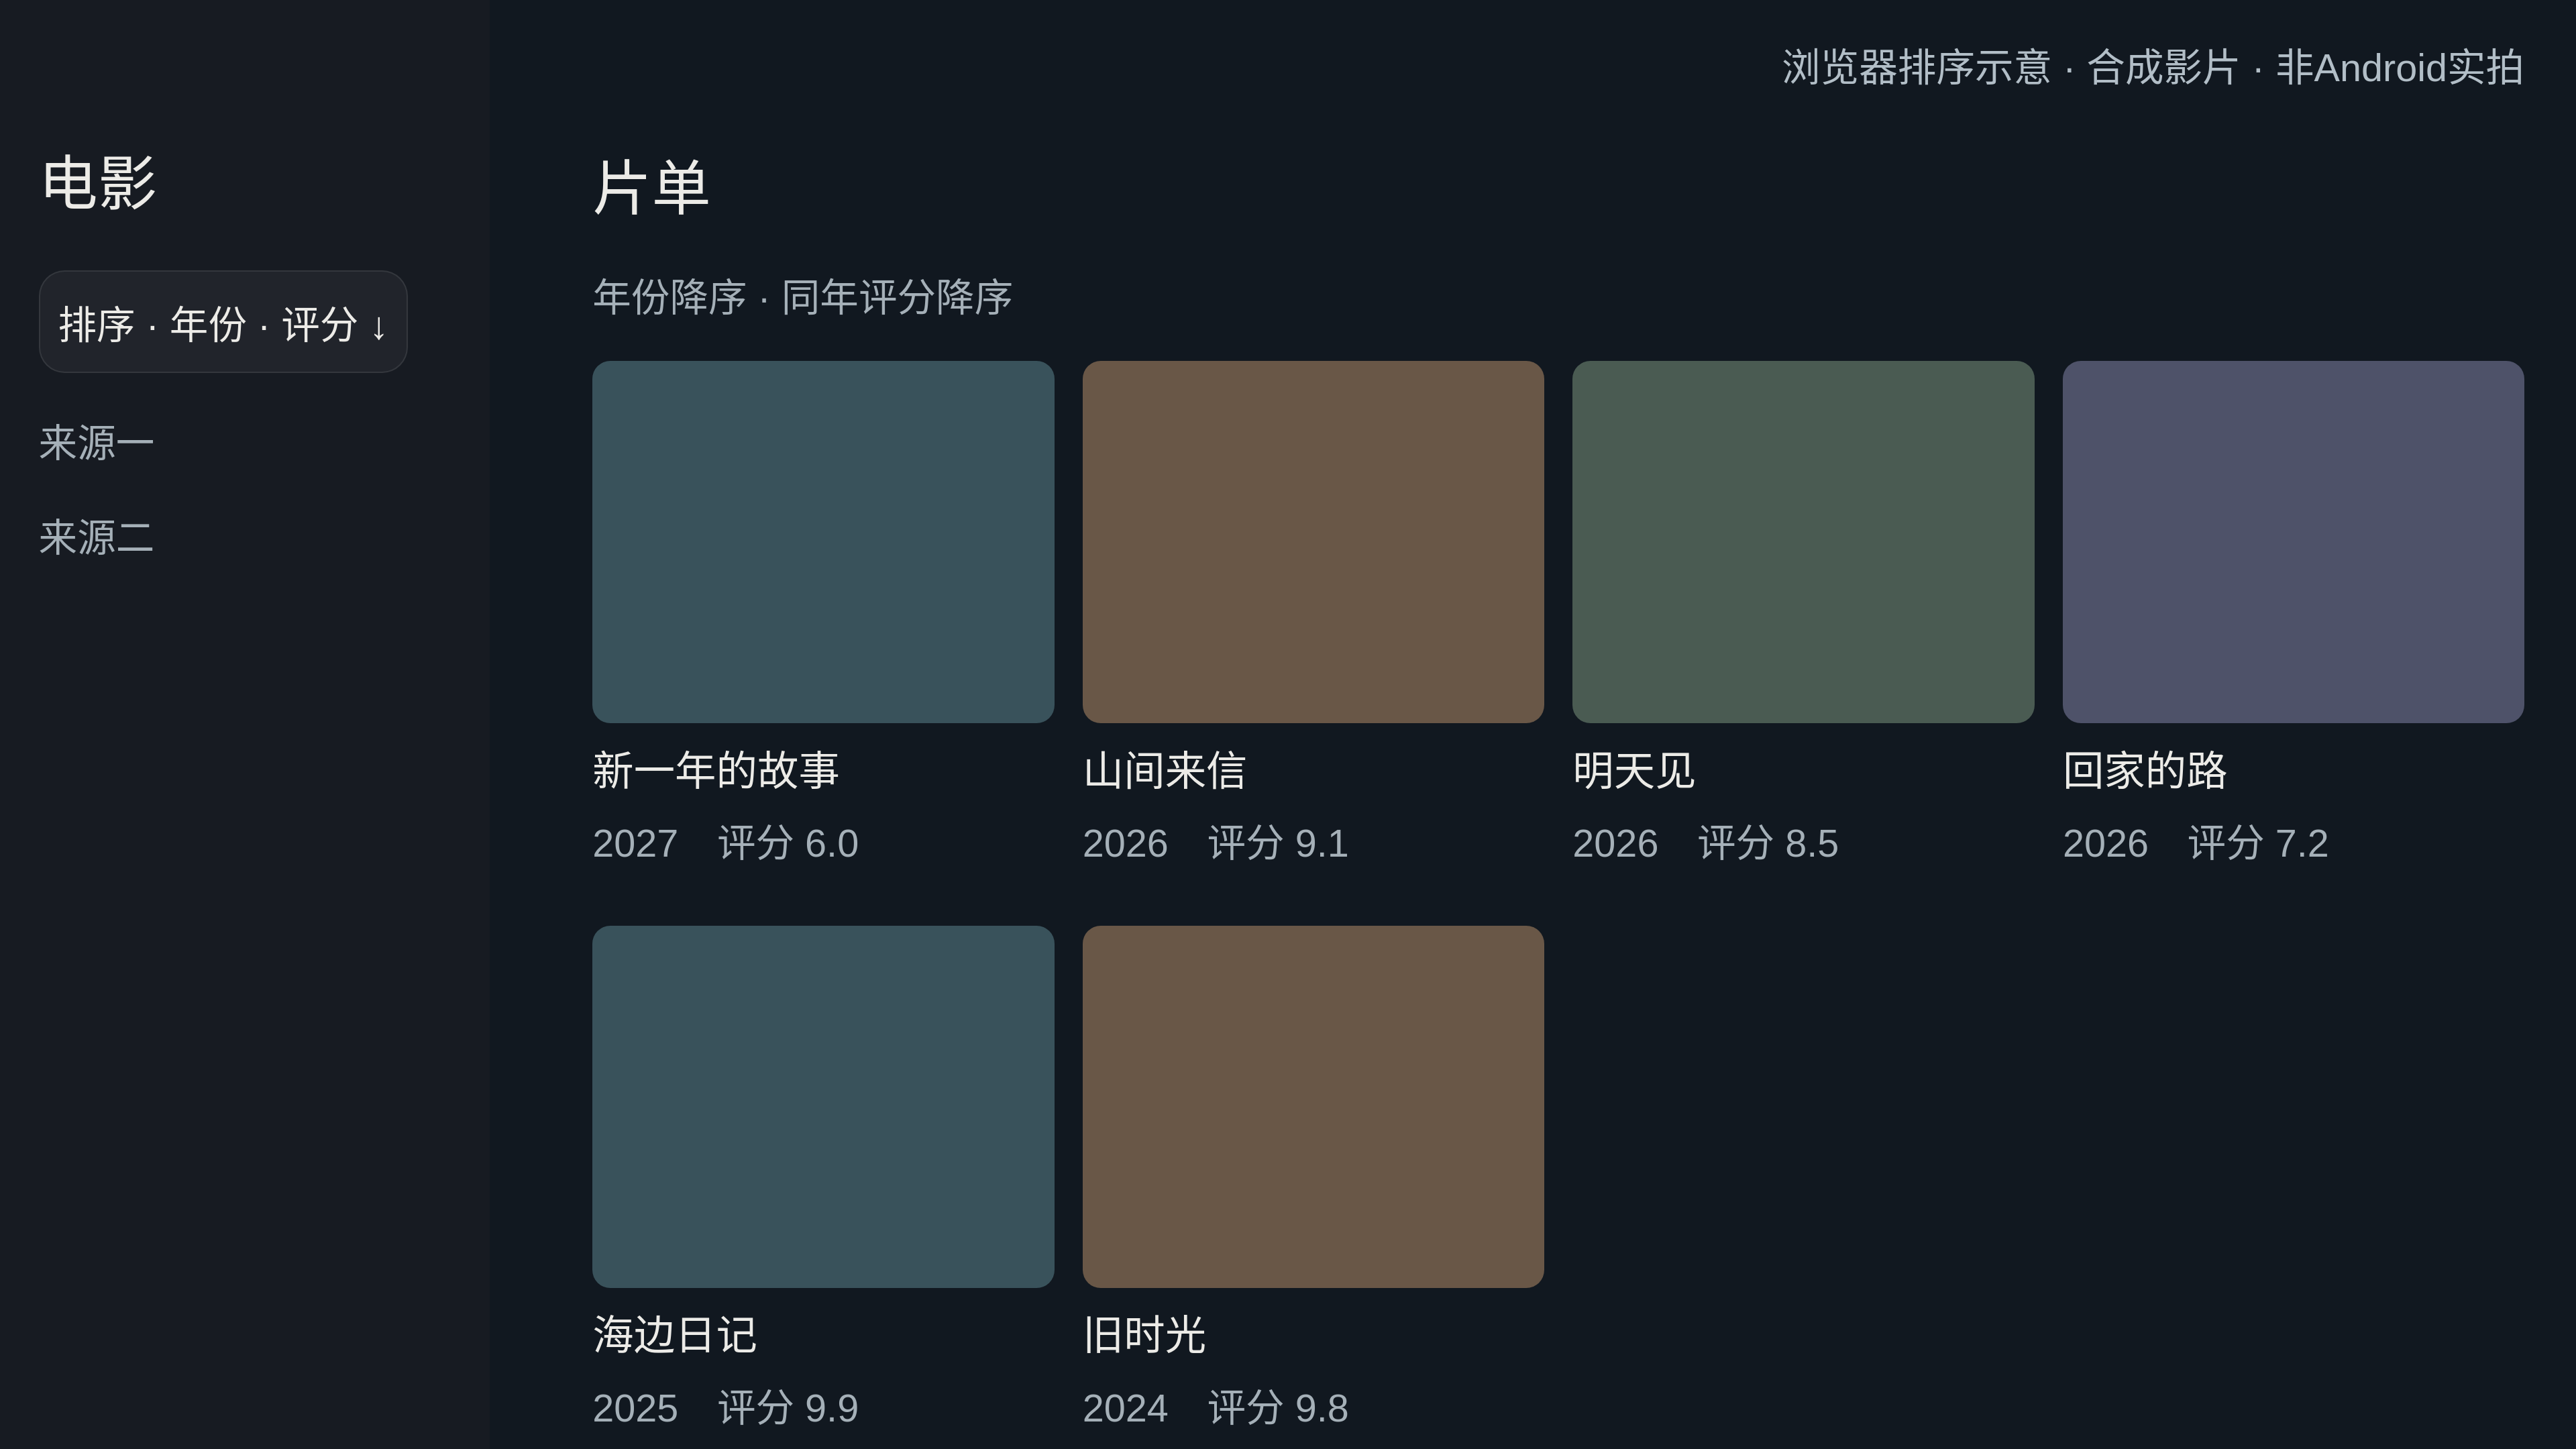 浏览器排序示意 · 合成影片 · 非Android实拍
电影
排序 · 年份 · 评分 ↓
来源一
来源二
片单
年份降序 · 同年评分降序
新一年的故事
2027 评分 6.0
山间来信
2026 评分 9.1
明天见
2026 评分 8.5
回家的路
2026 评分 7.2
海边日记
2025 评分 9.9
旧时光
2024 评分 9.8